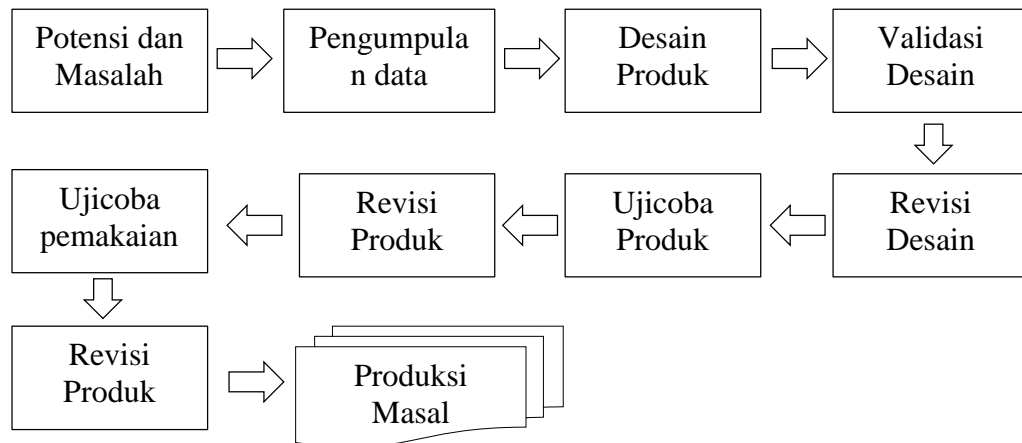 Potensi dan
Masalah
Pengumpula
n data
Desain
Produk
Validasi
Desain
Revisi
Desain
Ujicoba
Produk
Revisi
Produk
Ujicoba
pemakaian
Revisi
Produk
Produksi
Masal